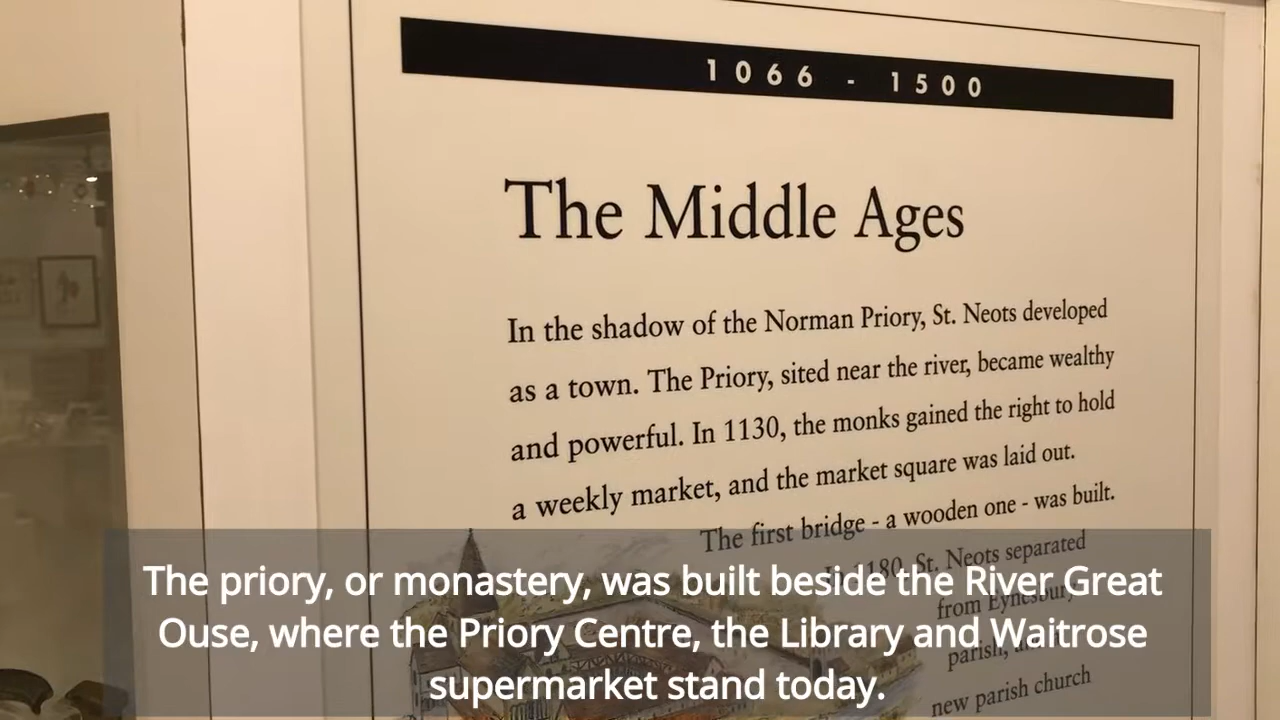 1066 - 1500
The Middle Ages
In the shadow of the Norman Priory, St. Neots developed
as a town. The Priory, sited near the river, became wealthy
and powerful. In 1130, the monks gained the right to hold
a weekly market, and the market square was laid out.
The first bridge - a wooden one - was built.
In 1180, St. Neots separated
from Eynesbury
parish,
new parish church
The priory, or monastery, was built beside the River Great
Ouse, where the Priory Centre, the Library and Waitrose
supermarket stand today.